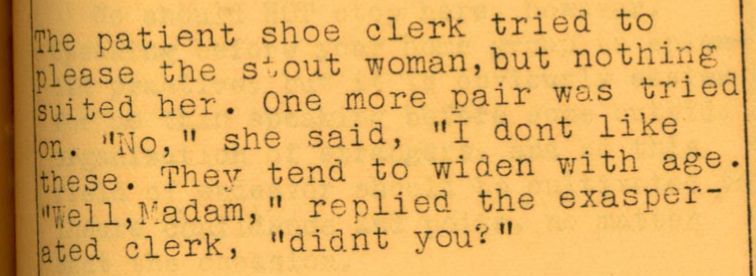 The patient shoe clerk tried to
please the stout woman,but nothing
suited her. One more pair was tried
on. "No," she said, "I dont like
these. They tend to widen with age.
"Well,Madam," replied the exasper-
ated clerk, "didnt you?"